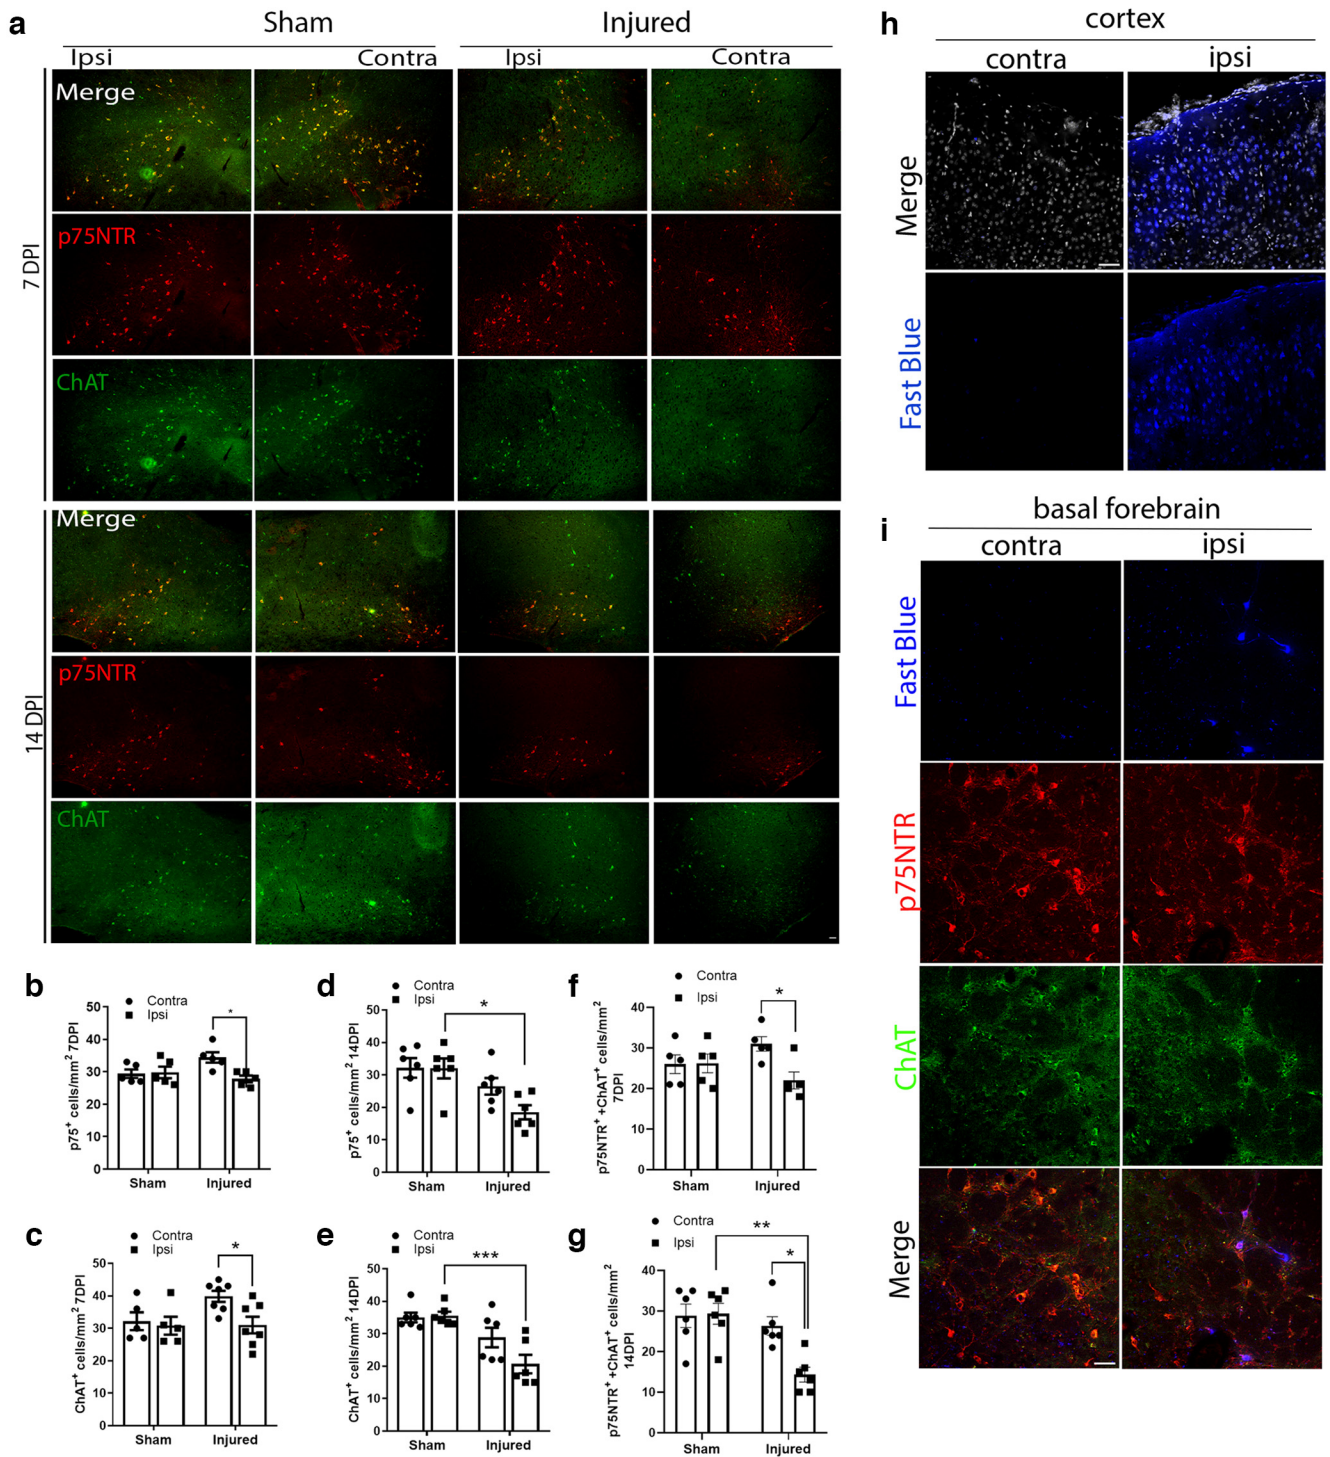 a
Sham
Injured
Ipsi
Contra
Ipsi
Contra
7 DPI
Merge
p75NTR
ChAT
14 DPI
Merge
p75NTR
ChAT
h
cortex
contra
ipsi
Merge
Fast Blue
i
basal forebrain
contra
ipsi
Fast Blue
p75NTR
ChAT
Merge
b
Contra
Ipsi
p75⁺ cells/mm² 7DPI
50
40
30
20
10
0
*
Sham
Injured
d
Contra
Ipsi
p75⁺ cells/mm² 14DPI
50
40
30
20
10
0
*
Sham
Injured
f
Contra
Ipsi
p75NTR⁺ +ChAT⁺ cells/mm²
7DPI
40
30
20
10
0
*
Sham
Injured
c
Contra
Ipsi
ChAT⁺ cells/mm² 7DPI
50
40
30
20
10
0
*
Sham
Injured
e
Contra
Ipsi
ChAT⁺ cells/mm² 14DPI
50
40
30
20
10
0
***
Sham
Injured
g
Contra
Ipsi
p75NTR⁺ +ChAT⁺ cells/mm²
14DPI
40
30
20
10
0
**
*
Sham
Injured